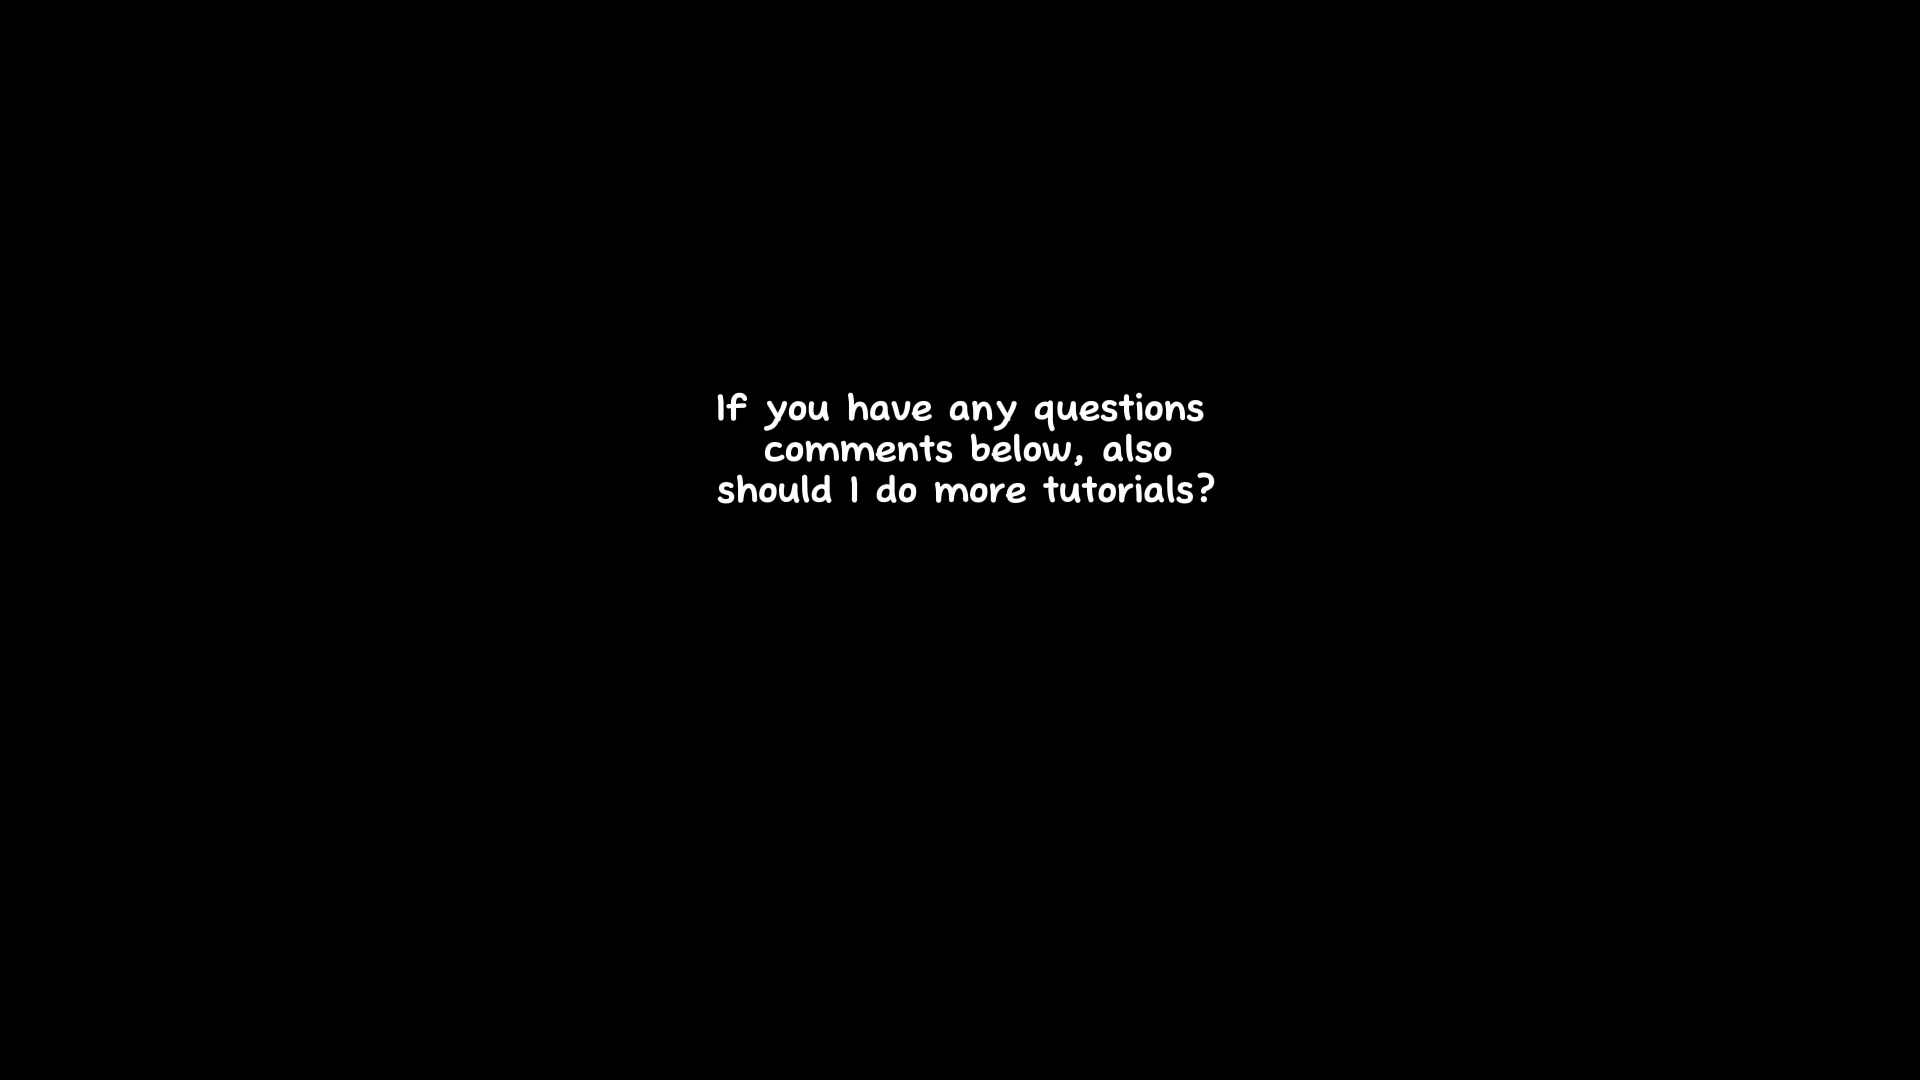 If you have any questions
comments below, also
should I do more tutorials?